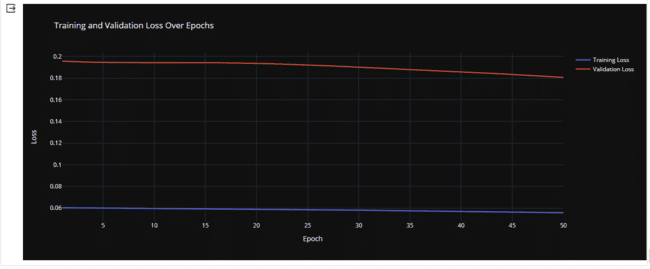 Training and Validation Loss Over Epochs
Training Loss
Validation Loss
Loss
0.2
0.18
0.16
0.14
0.12
0.1
0.08
0.06
5 10 15 20 25 30 35 40 45 50
Epoch